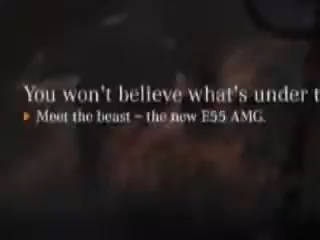 You won't believe what's under t
Meet the beast – the new E55 AMG.